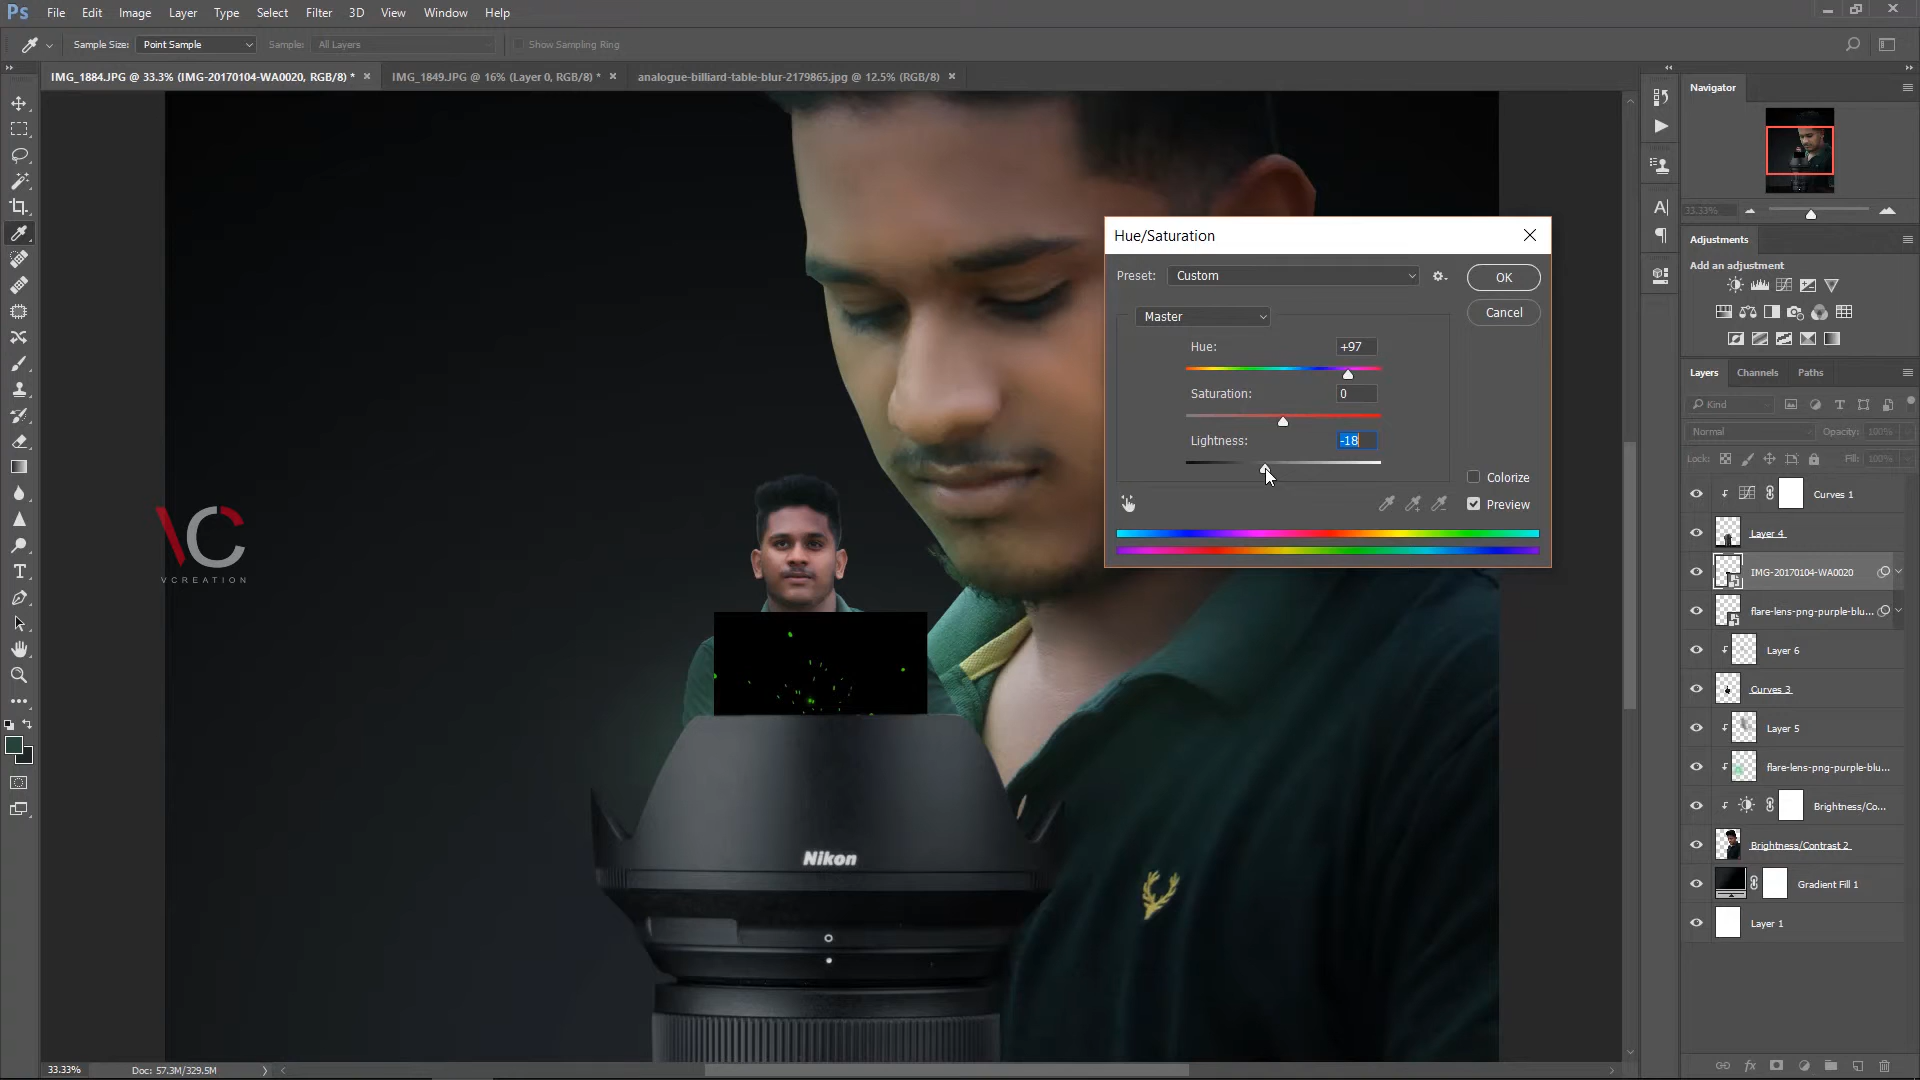 Ps File Edit Image Layer Type Select Filter 3D View Window Help
Sample Size: Point Sample Sample: All Layers Show Sampling Ring
IMG_1884.JPG @ 33.3% (IMG-20170104-WA0020, RGB/8) * IMG_1849.JPG @ 16% (Layer 0, RGB/8) * analogue-billiard-table-blur-2179865.jpg @ 12.5% (RGB/8)
Navigator
33.33%
Adjustments
Add an adjustment
Hue/Saturation
Preset: Custom OK
Cancel
Master
Hue: +97
Saturation: 0
Lightness: -18
Colorize
Preview
Layers Channels Paths
Kind
Normal Opacity: 100%
Lock: Fill: 100%
Curves 1
Layer 4
IMG-20170104-WA0020
flare-lens-png-purple-blu...
Layer 6
Curves 3
Layer 5
flare-lens-png-purple-blu...
Brightness/Co...
Brightness/Contrast 2
Gradient Fill 1
Layer 1
VC
VCREATION
Nikon
33.33% Doc: 57.3M/329.5M